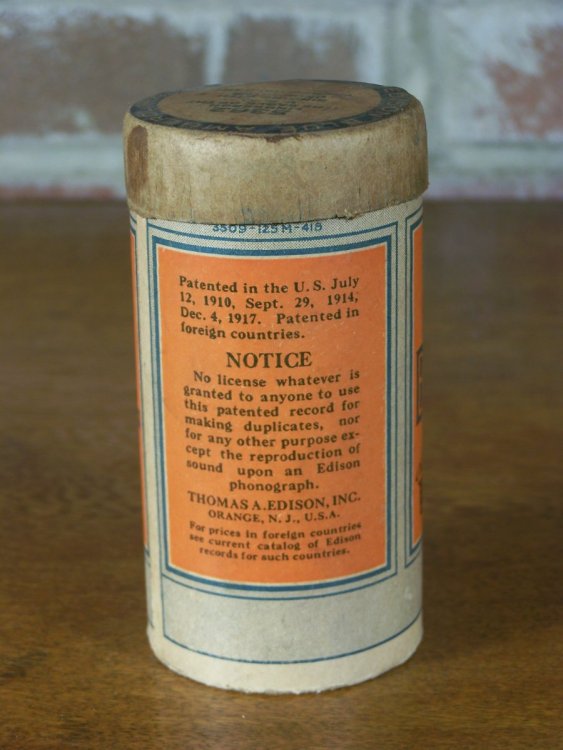 3509-125M-418
Patented in the U. S. July
12, 1910, Sept. 29, 1914,
Dec. 4, 1917. Patented in
foreign countries.
NOTICE
No license whatever is
granted to anyone to use
this patented record for
making duplicates, nor
for any other purpose ex-
cept the reproduction of
sound upon an Edison
phonograph.
THOMAS A. EDISON, INC.
ORANGE, N. J., U.S.A.
For prices in foreign countries
see current catalog of Edison
records for such countries.